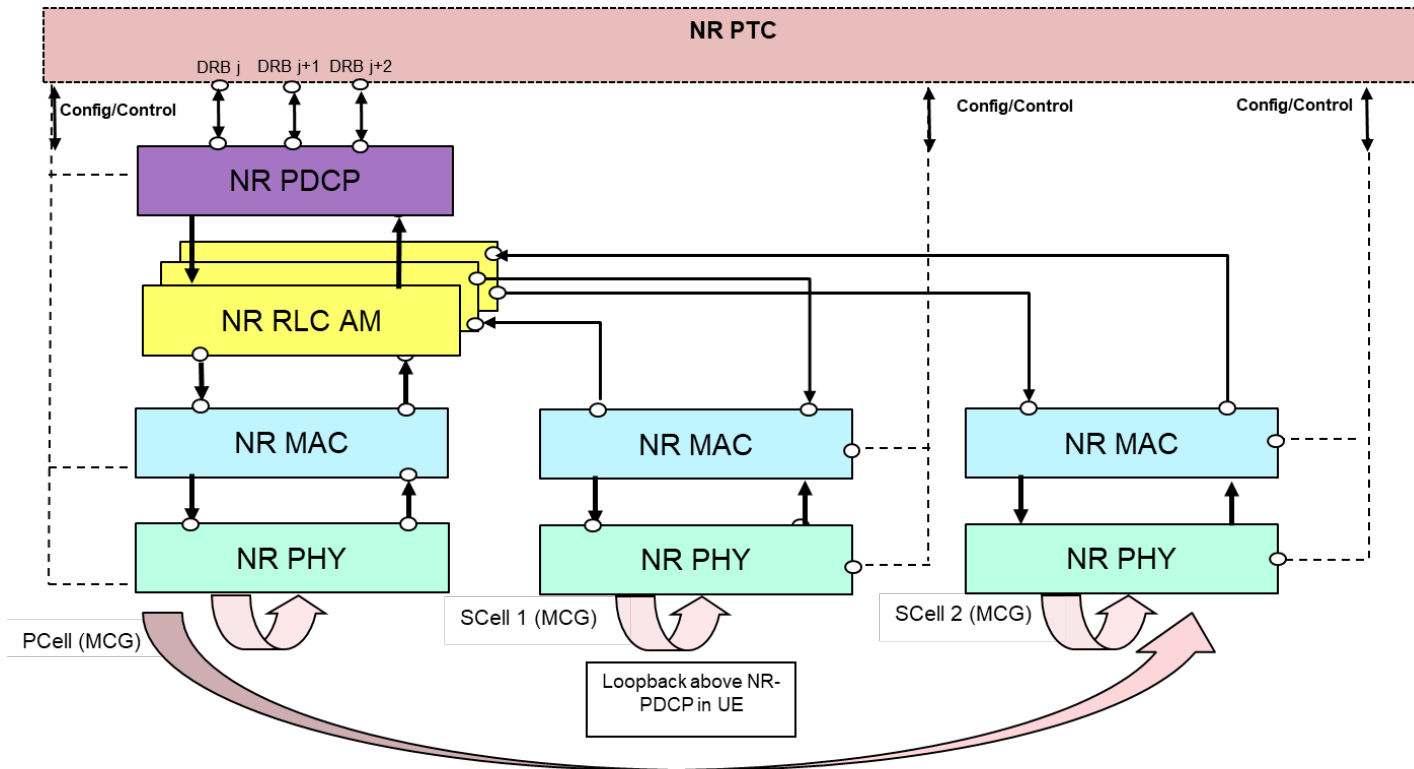 NR PTC
DRB j
DRB j+1
DRB j+2
Config/Control
Config/Control
Config/Control
NR PDCP
NR RLC AM
NR MAC
NR MAC
NR MAC
NR PHY
NR PHY
NR PHY
PCell (MCG)
SCell 1 (MCG)
SCell 2 (MCG)
Loopback above NR-
PDCP in UE